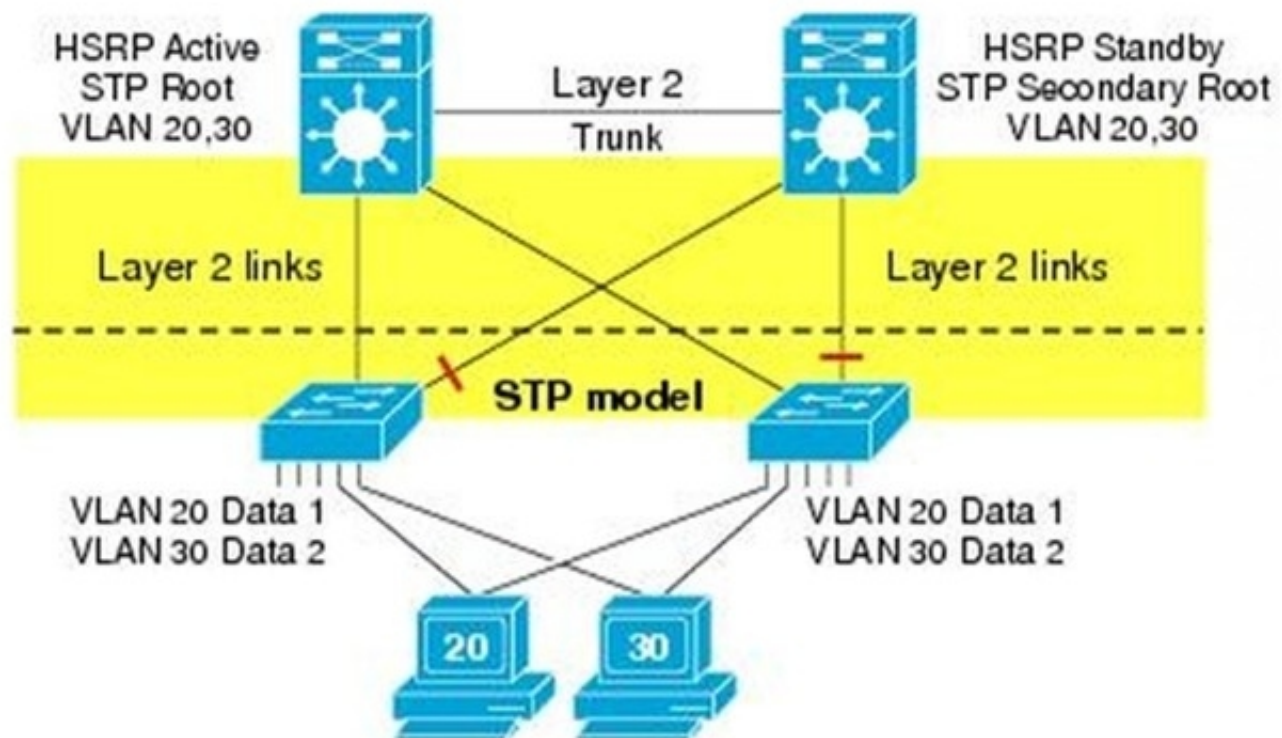 HSRP Active
STP Root
VLAN 20,30
Layer 2
Trunk
HSRP Standby
STP Secondary Root
VLAN 20,30
Layer 2 links
Layer 2 links
STP model
VLAN 20 Data 1
VLAN 30 Data 2
VLAN 20 Data 1
VLAN 30 Data 2
20
30